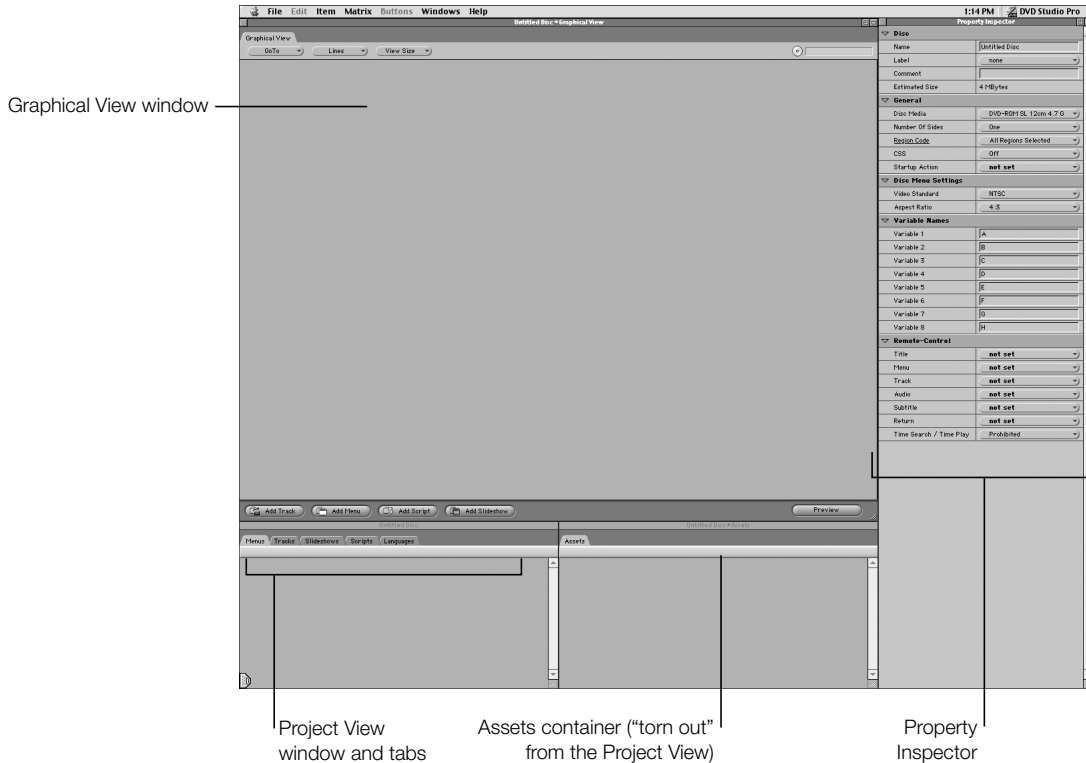 File Edit Item Matrix Buttons Windows Help
1:14 PM DVD Studio Pro
Untitled Disc • Graphical View
Graphical View
GoTo Lines View Size
Graphical View window
Add Track Add Menu Add Script Add Slideshow Preview
Untitled Disc
Menus Tracks Slideshows Scripts Languages
Untitled Disc • Assets
Assets
Property Inspector
Disc
Name Untitled Disc
Label none
Comment
Estimated Size 4 MBytes
General
Disc Media DVD-ROM SL 12cm 4.7 G
Number Of Sides One
Region Code All Regions Selected
CSS Off
Startup Action not set
Disc Menu Settings
Video Standard NTSC
Aspect Ratio 4:3
Variable Names
Variable 1 A
Variable 2 B
Variable 3 C
Variable 4 D
Variable 5 E
Variable 6 F
Variable 7 G
Variable 8 H
Remote-Control
Title not set
Menu not set
Track not set
Audio not set
Subtitle not set
Return not set
Time Search / Time Play Prohibited
Project View
window and tabs
Assets container (“torn out”
from the Project View)
Property
Inspector